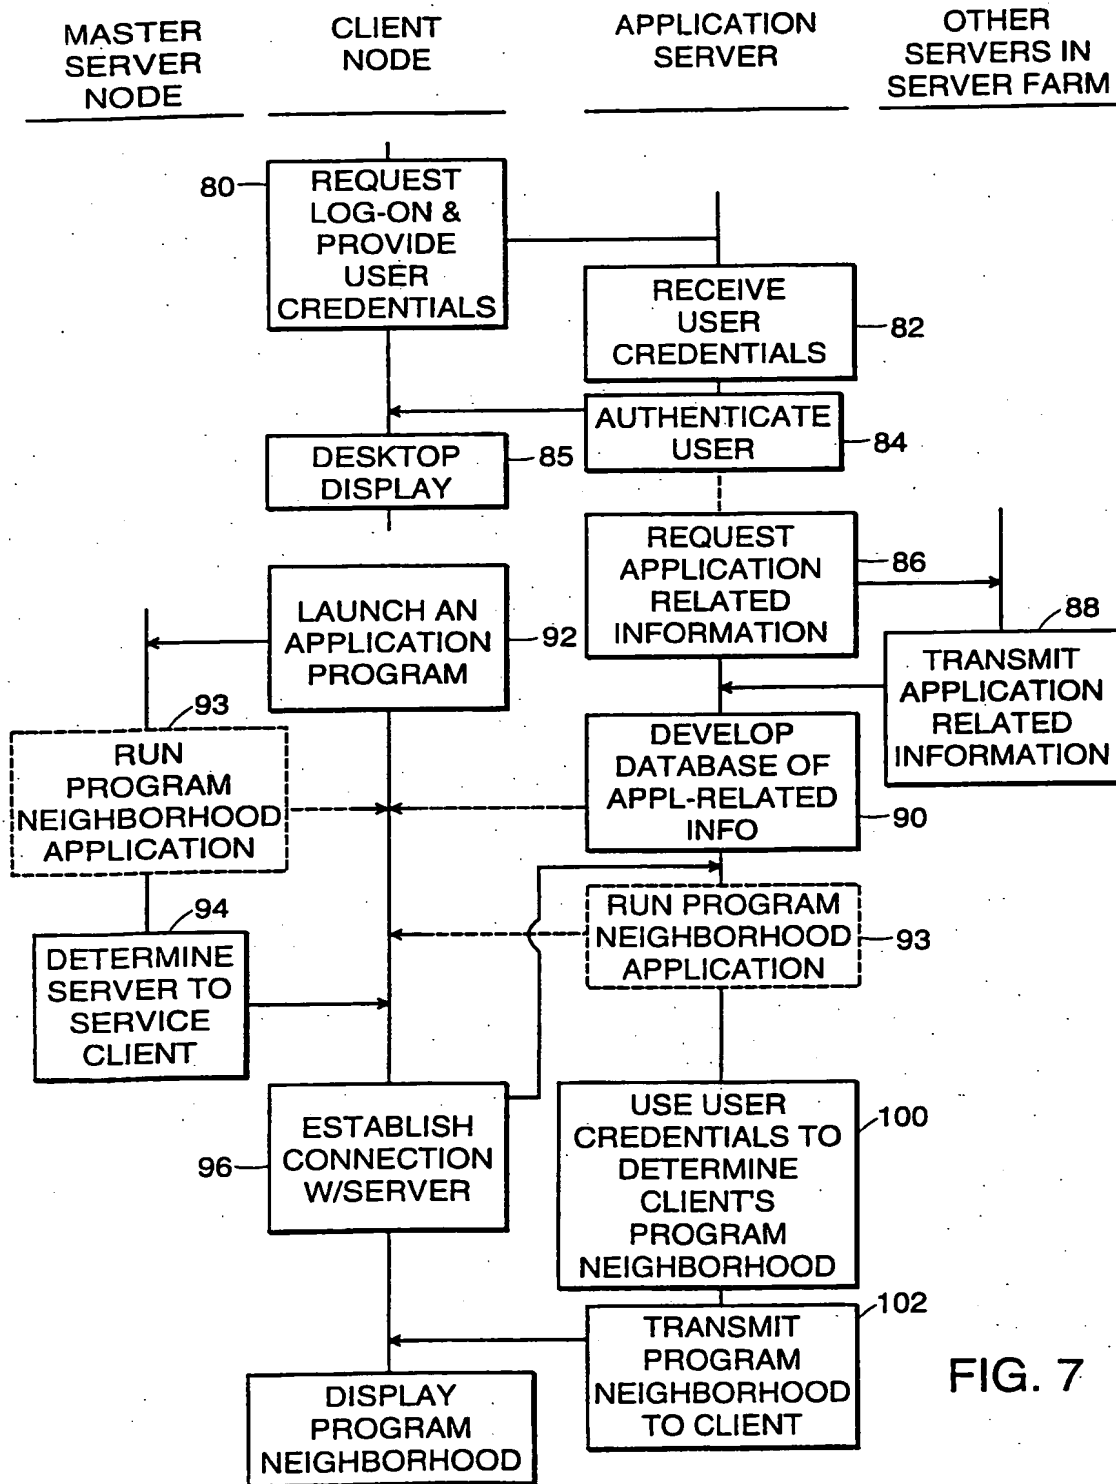 MASTER
SERVER
NODE
CLIENT
NODE
APPLICATION
SERVER
OTHER
SERVERS IN
SERVER FARM
80
REQUEST
LOG-ON &
PROVIDE
USER
CREDENTIALS
RECEIVE
USER
CREDENTIALS
82
AUTHENTICATE
USER
84
DESKTOP
DISPLAY
85
REQUEST
APPLICATION
RELATED
INFORMATION
86
88
TRANSMIT
APPLICATION
RELATED
INFORMATION
LAUNCH AN
APPLICATION
PROGRAM
92
93
RUN
PROGRAM
NEIGHBORHOOD
APPLICATION
DEVELOP
DATABASE OF
APPL-RELATED
INFO
90
RUN PROGRAM
NEIGHBORHOOD
APPLICATION
93
94
DETERMINE
SERVER TO
SERVICE
CLIENT
96
ESTABLISH
CONNECTION
W/SERVER
USE USER
CREDENTIALS TO
DETERMINE
CLIENT'S
PROGRAM
NEIGHBORHOOD
100
102
TRANSMIT
PROGRAM
NEIGHBORHOOD
TO CLIENT
DISPLAY
PROGRAM
NEIGHBORHOOD
FIG. 7